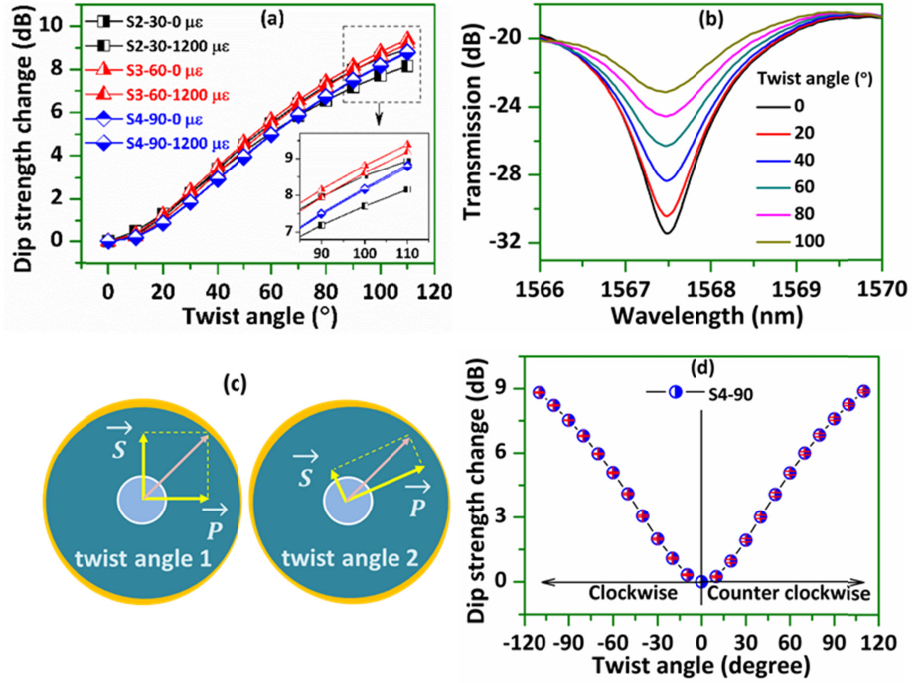 (a)
Dip strength change (dB)
10
8
6
4
2
0
S2-30-0 με
S2-30-1200 με
S3-60-0 με
S3-60-1200 με
S4-90-0 με
S4-90-1200 με
9
8
7
90 100 110
0 20 40 60 80 100 120
Twist angle (°)
(b)
Transmission (dB)
-20
-24
-28
-32
Twist angle (°)
0
20
40
60
80
100
1566 1567 1568 1569 1570
Wavelength (nm)
(c)
S
P
twist angle 1
S
P
twist angle 2
(d)
Dip strength change (dB)
9
6
3
0
S4-90
Clockwise
Counter clockwise
-120 -90 -60 -30 0 30 60 90 120
Twist angle (degree)